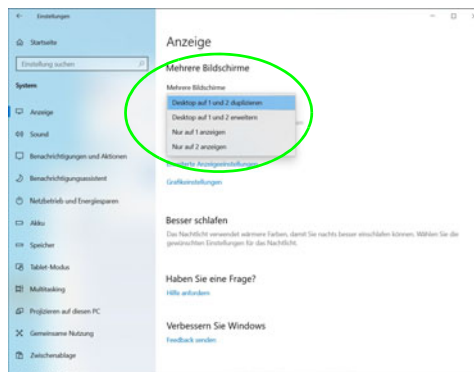 Einstellungen
Startseite
Einstellung suchen
System
Anzeige
Sound
Benachrichtigungen und Aktionen
Benachrichtigungsassistent
Netzbetrieb und Energiesparen
Akku
Speicher
Tablet-Modus
Multitasking
Projizieren auf diesen PC
Gemeinsame Nutzung
Zwischenablage
Anzeige
Mehrere Bildschirme
Mehrere Bildschirme
Desktop auf 1 und 2 duplizieren
Desktop auf 1 und 2 erweitern
Nur auf 1 anzeigen
Nur auf 2 anzeigen
Erweiterte Anzeigeeinstellungen
Grafikeinstellungen
Besser schlafen
Das Nachtlicht verwendet wärmere Farben, damit Sie nachts besser einschlafen können. Wählen Sie die
gewünschten Einstellungen für das Nachtlicht.
Haben Sie eine Frage?
Hilfe anfordern
Verbessern Sie Windows
Feedback senden